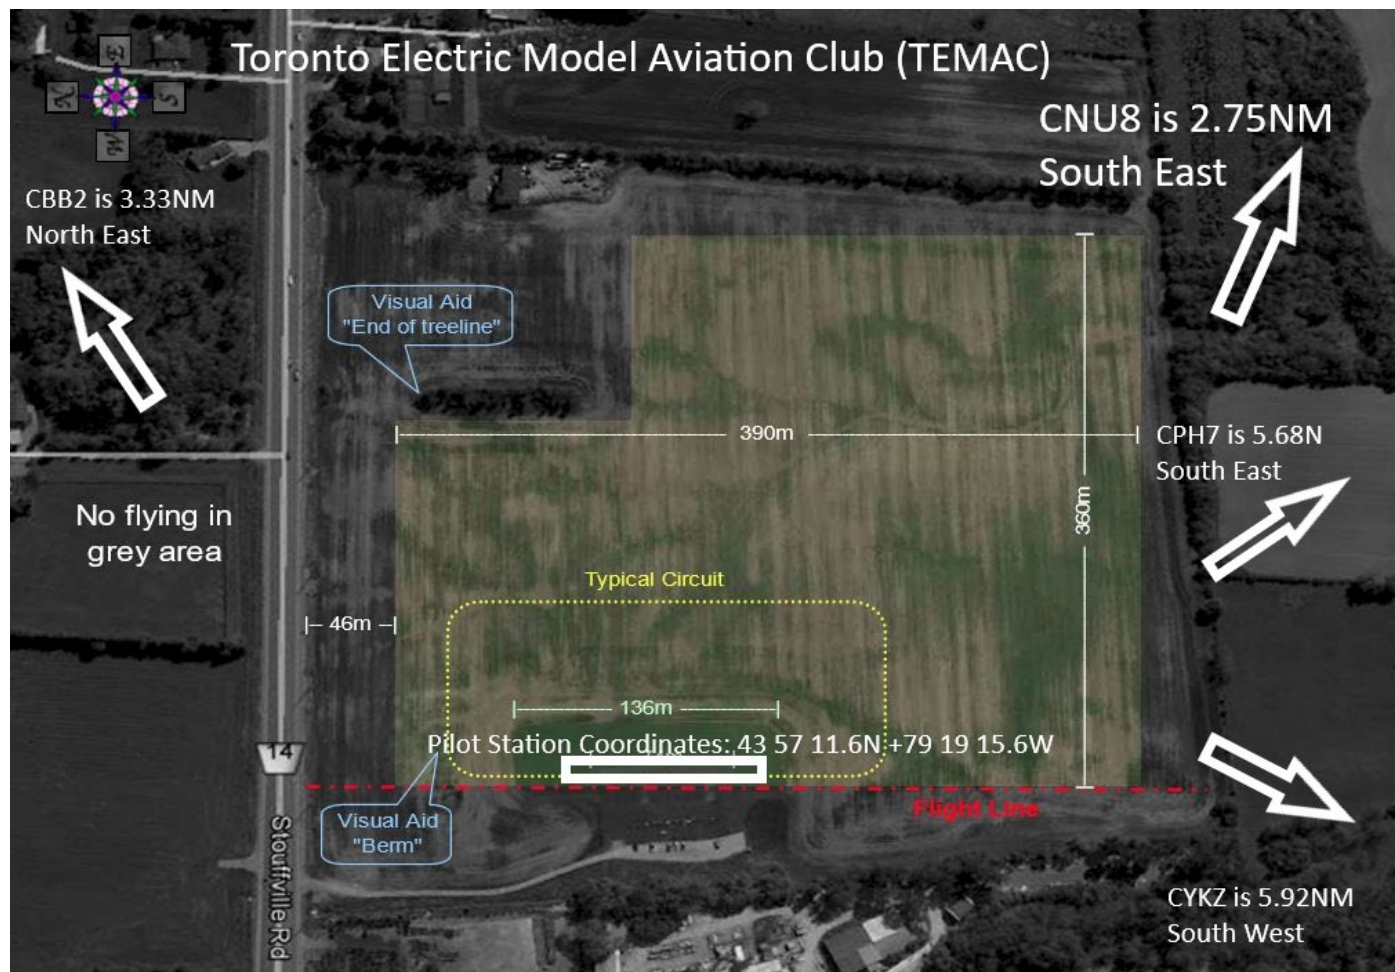 Toronto Electric Model Aviation Club (TEMAC)
E
N
S
W
CNU8 is 2.75NM
South East
CBB2 is 3.33NM
North East
Visual Aid
"End of treeline"
390m
CPH7 is 5.68N
South East
360m
No flying in
grey area
Typical Circuit
|-- 46m --|
136m
Pilot Station Coordinates: 43 57 11.6N +79 19 15.6W
14
Flight Line
Visual Aid
"Berm"
Stouffville Rd
CYKZ is 5.92NM
South West